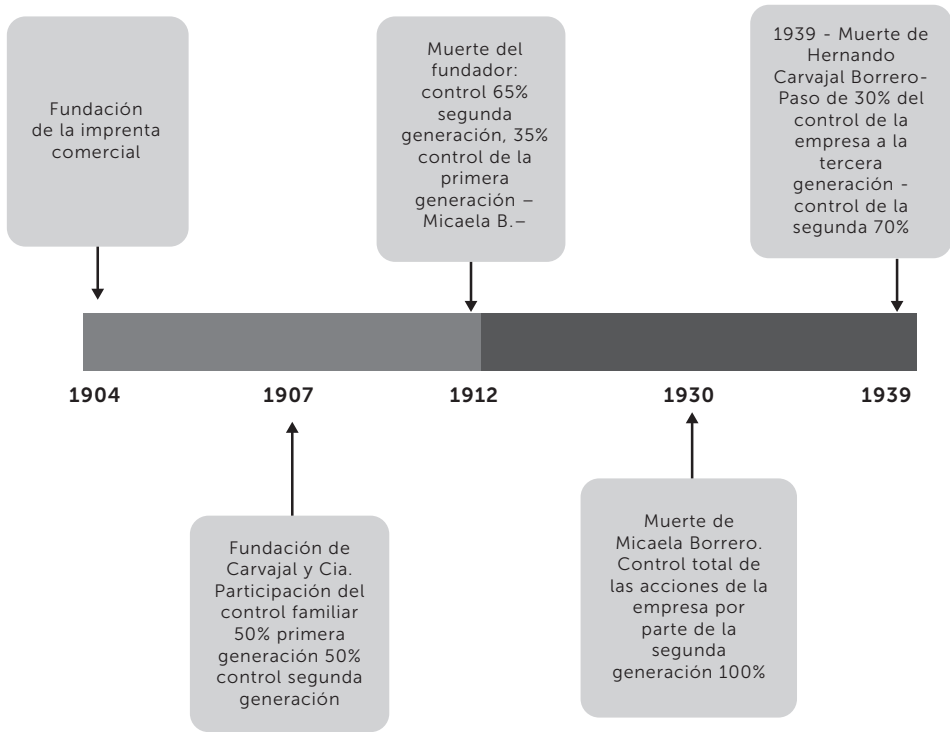 Fundación
de la imprenta
comercial
Muerte del
fundador:
control 65%
segunda
generación, 35%
control de la
primera
generación –
Micaela B.–
1939 - Muerte de
Hernando
Carvajal Borrero-
Paso de 30% del
control de la
empresa a la
tercera
generación -
control de la
segunda 70%
1904
1907
1912
1930
1939
Fundación de
Carvajal y Cia.
Participación del
control familiar
50% primera
generación 50%
control segunda
generación
Muerte de
Micaela Borrero.
Control total de
las acciones de la
empresa por
parte de la
segunda
generación 100%